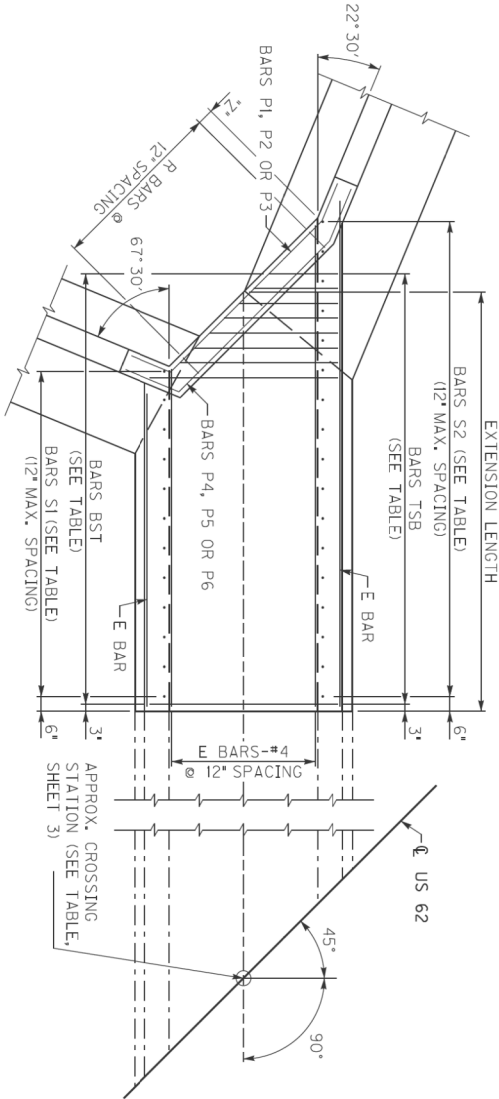 22°30'
BARS P1, P2 OR P3
"Z"
R BARS @
12" SPACING
67°30'
EXTENSION LENGTH
BARS S2 (SEE TABLE)
(12" MAX. SPACING)
BARS TSB
(SEE TABLE)
BARS P4, P5 OR P6
BARS BST
(SEE TABLE)
BARS S1 (SEE TABLE)
(12" MAX. SPACING)
E BAR
E BAR
6"
3"
3"
6"
E BARS-#4
@ 12" SPACING
APPROX. CROSSING
STATION (SEE TABLE,
SHEET 3)
℄ US 62
45°
90°